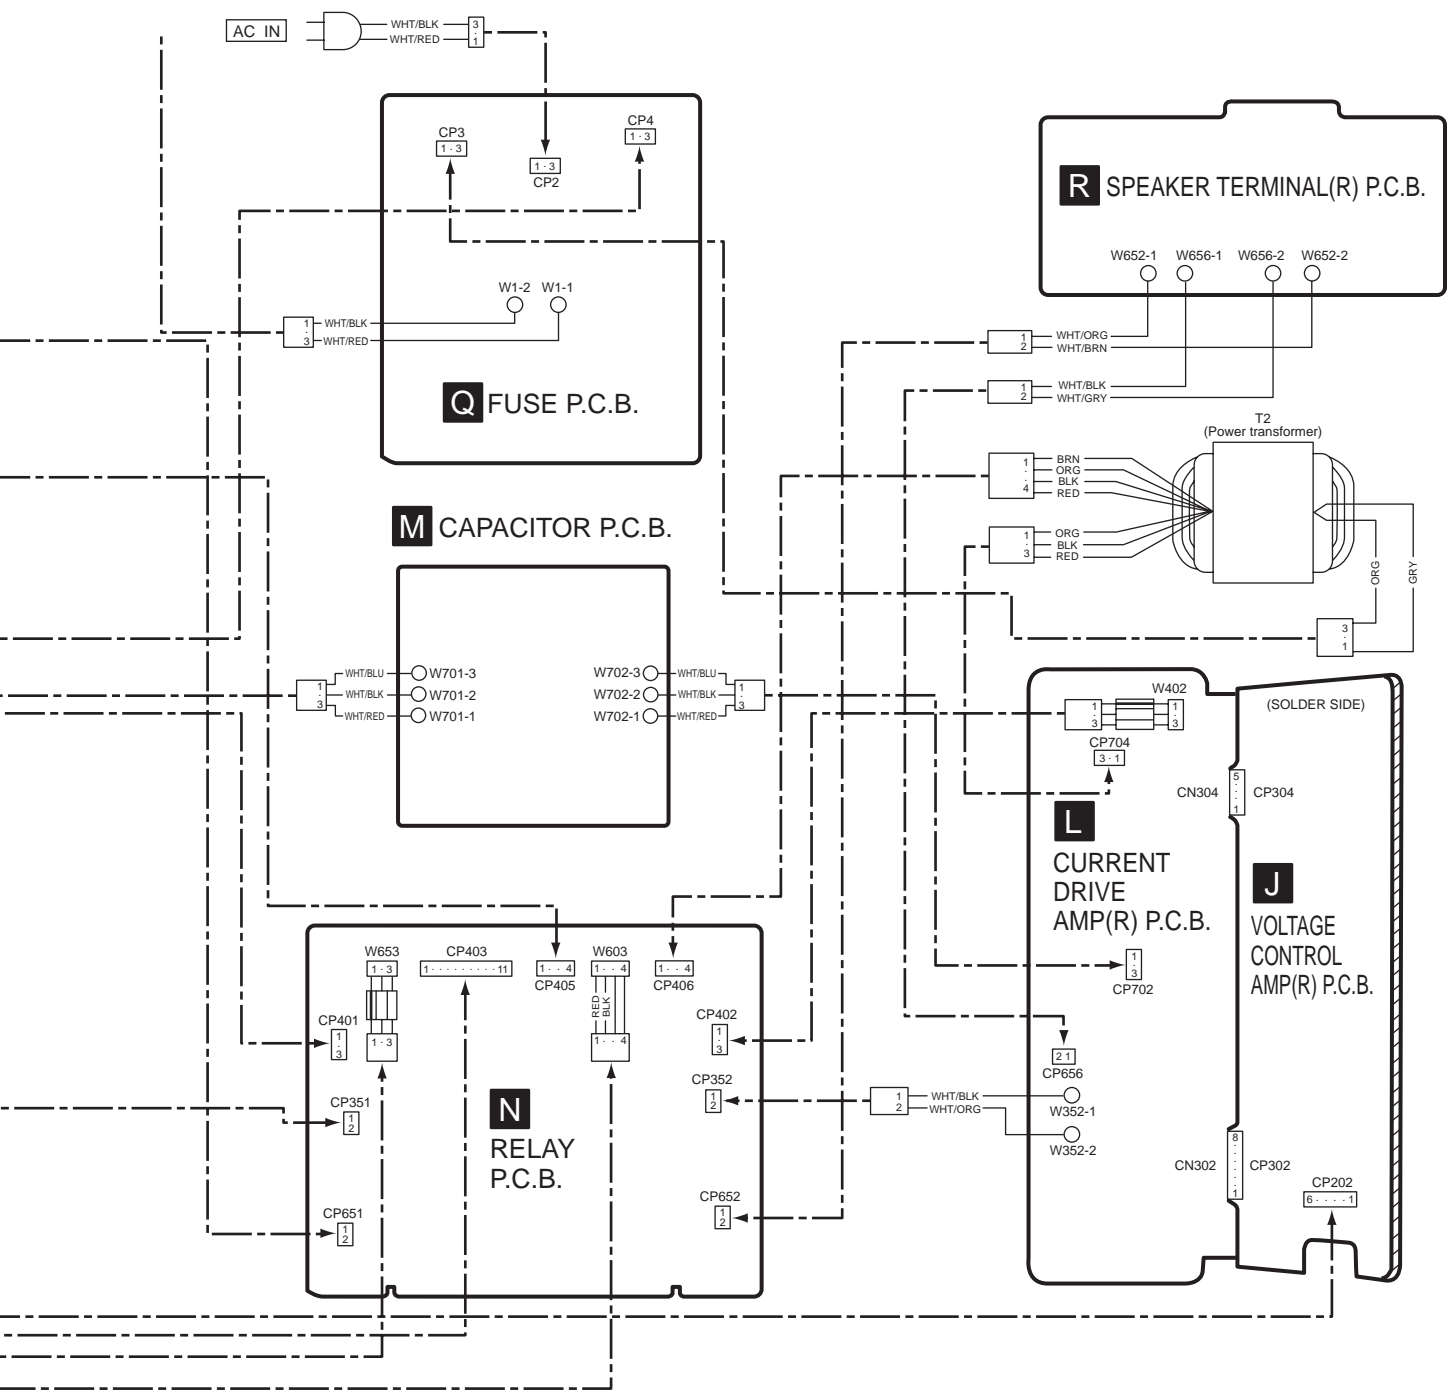 AC IN
WHT/BLK
WHT/RED
3
·
1
CP3
1 · 3
CP4
1 · 3
1 · 3
CP2
W1-2 W1-1
1
·
3
WHT/BLK
WHT/RED
Q FUSE P.C.B.
R SPEAKER TERMINAL(R) P.C.B.
W652-1 W656-1 W656-2 W652-2
1
2
WHT/ORG
WHT/BRN
1
2
WHT/BLK
WHT/GRY
T2
(Power transformer)
1
·
·
4
BRN
ORG
BLK
RED
1
·
3
ORG
BLK
RED
ORG
GRY
3
·
1
M CAPACITOR P.C.B.
1
·
3
WHT/BLU
WHT/BLK
WHT/RED
W701-3
W701-2
W701-1
W702-3
W702-2
W702-1
WHT/BLU
WHT/BLK
WHT/RED
1
·
3
W402
1
·
3
1
·
3
CP704
3 · 1
(SOLDER SIDE)
CN304
5
·
·
·
1
CP304
L
CURRENT
DRIVE
AMP(R) P.C.B.
J
VOLTAGE
CONTROL
AMP(R) P.C.B.
1
·
3
CP702
2 1
CP656
W352-1
W352-2
1
2
WHT/BLK
WHT/ORG
CN302
8
·
·
·
·
·
·
1
CP302
CP202
6 · · · · 1
W653
1 · 3
1 · 3
CP403
1 · · · · · · · · · 11
1 · · 4
CP405
W603
1 · · 4
RED
BLK
1 · · 4
1 · · 4
CP406
CP401
1
·
3
CP402
1
·
3
CP351
1
2
CP352
1
2
N
RELAY
P.C.B.
CP651
1
2
CP652
1
2